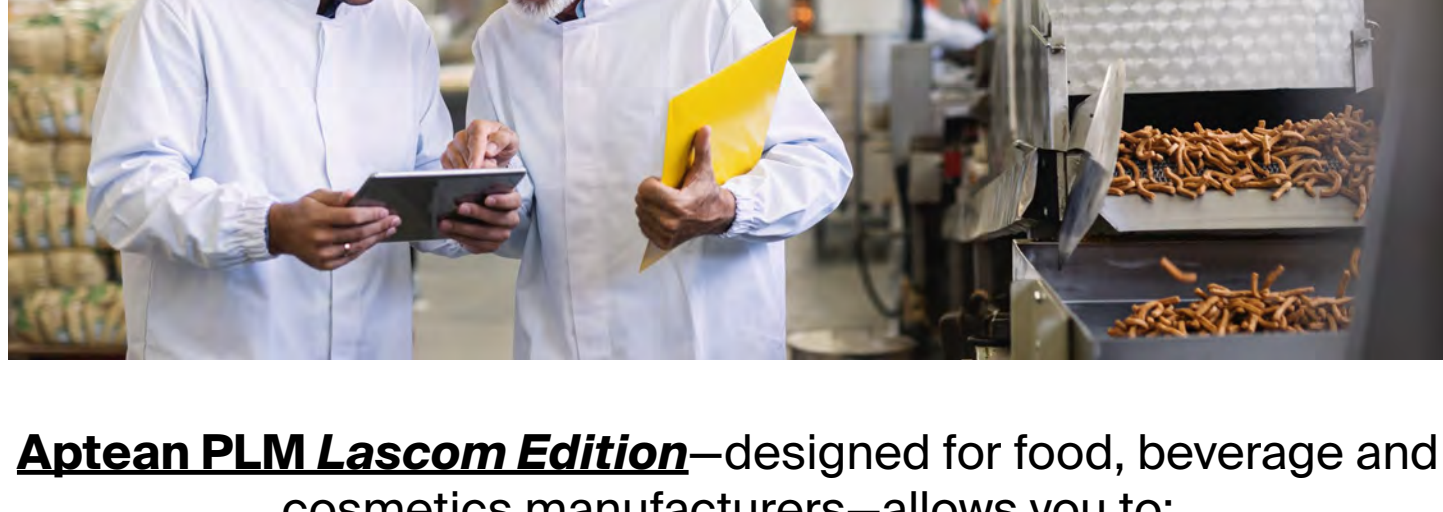 Aptean PLM Lascom Edition—designed for food, beverage and
cosmetics manufacturers—allows you to: